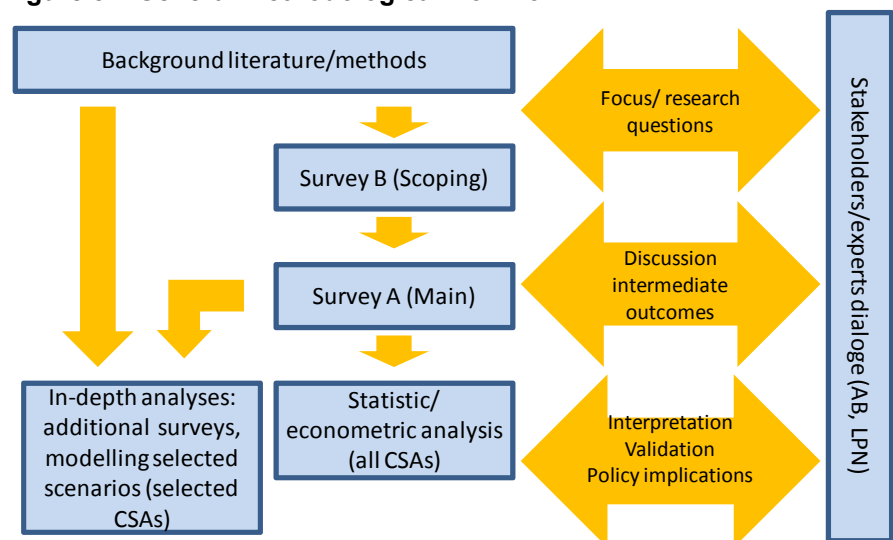 Background literature/methods
Focus/ research
questions
Survey B (Scoping)
Survey A (Main)
Discussion
intermediate
outcomes
In-depth analyses:
additional surveys,
modelling selected
scenarios (selected
CSAs)
Statistic/
econometric analysis
(all CSAs)
Interpretation
Validation
Policy implications
Stakeholders/experts dialoge (AB, LPN)